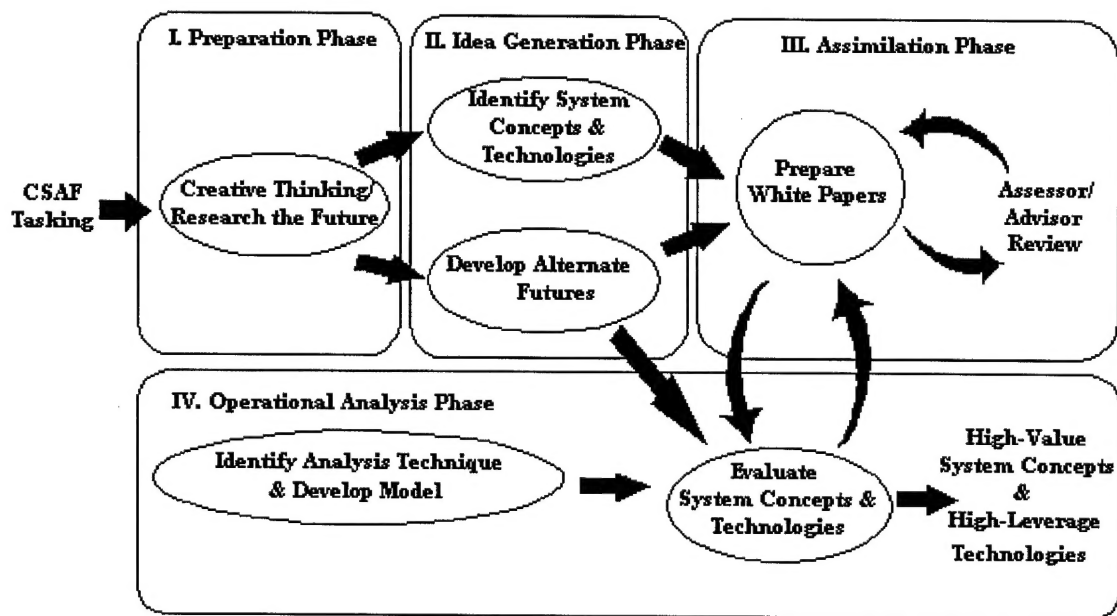 I. Preparation Phase
II. Idea Generation Phase
III. Assimilation Phase
Identify System
Concepts &
Technologies
CSAF
Tasking
Creative Thinking/
Research the Future
Prepare
White Papers
Assessor/
Advisor
Review
Develop Alternate
Futures
IV. Operational Analysis Phase
Identify Analysis Technique
& Develop Model
Evaluate
System Concepts &
Technologies
High-Value
System Concepts
&
High-Leverage
Technologies